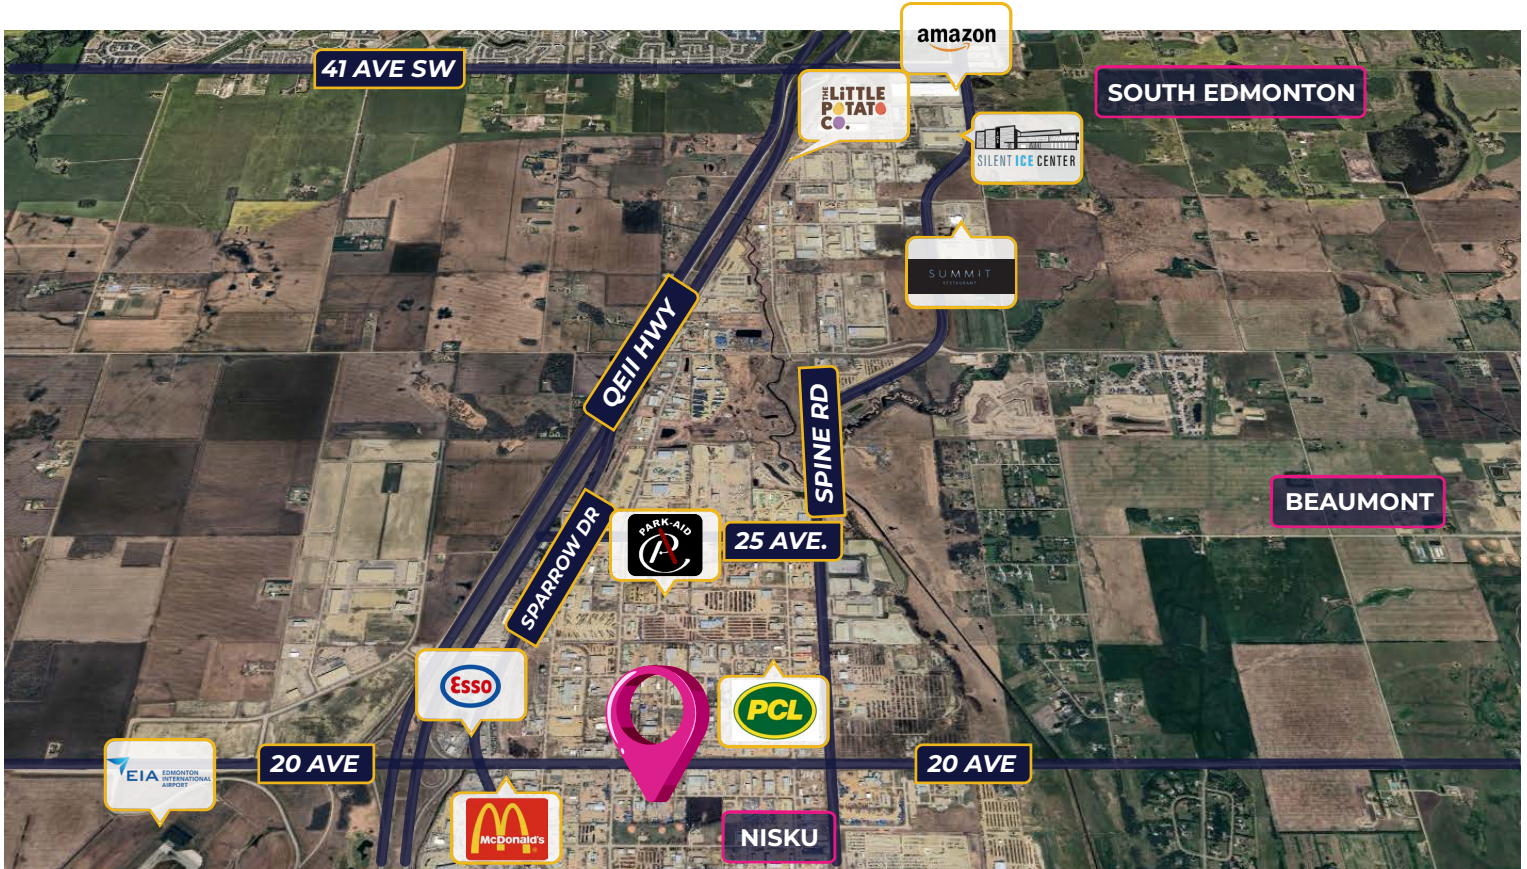 amazon
41 AVE SW
THE LiTTLE
POTATO
CO.
SOUTH EDMONTON
SILENT ICE CENTER
SUMMIT
RESTAURANT
QEII HWY
SPINE RD
BEAUMONT
SPARROW DR
PARK-AID
25 AVE.
Esso
PCL
EIA EDMONTON
INTERNATIONAL
AIRPORT
20 AVE
20 AVE
McDonald's
NISKU